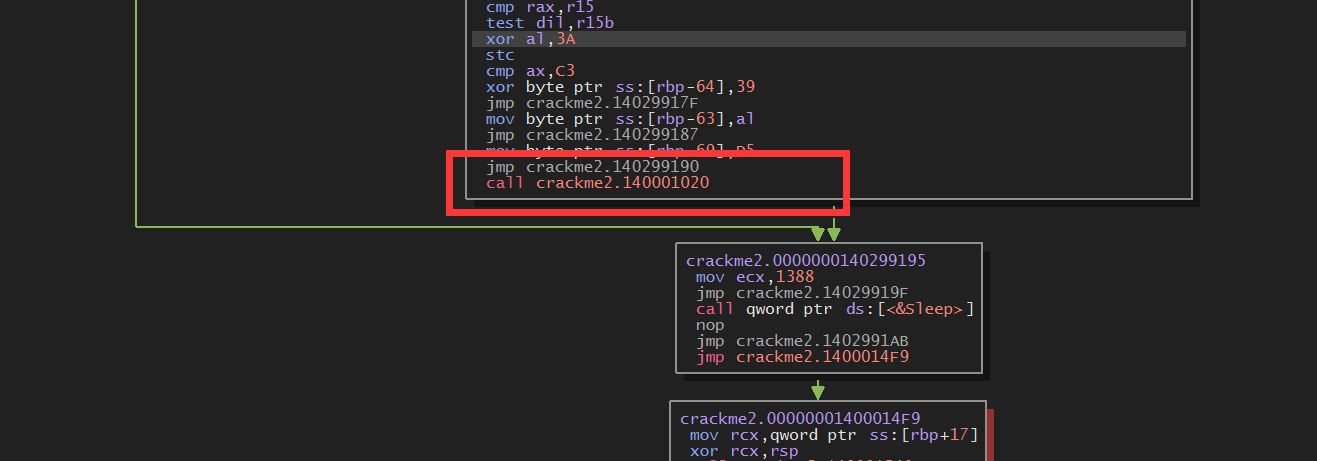 cmp rax,r15
test dil,r15b
xor al,3A
stc
cmp ax,C3
xor byte ptr ss:[rbp-64],39
jmp crackme2.14029917F
mov byte ptr ss:[rbp-63],al
jmp crackme2.140299187
mov byte ptr ss:[rbp-69],D5
jmp crackme2.140299190
call crackme2.140001020
crackme2.0000000140299195
mov ecx,1388
jmp crackme2.14029919F
call qword ptr ds:[<&Sleep>]
nop
jmp crackme2.1402991AB
jmp crackme2.1400014F9
crackme2.00000001400014F9
mov rcx,qword ptr ss:[rbp+17]
xor rcx,rsp